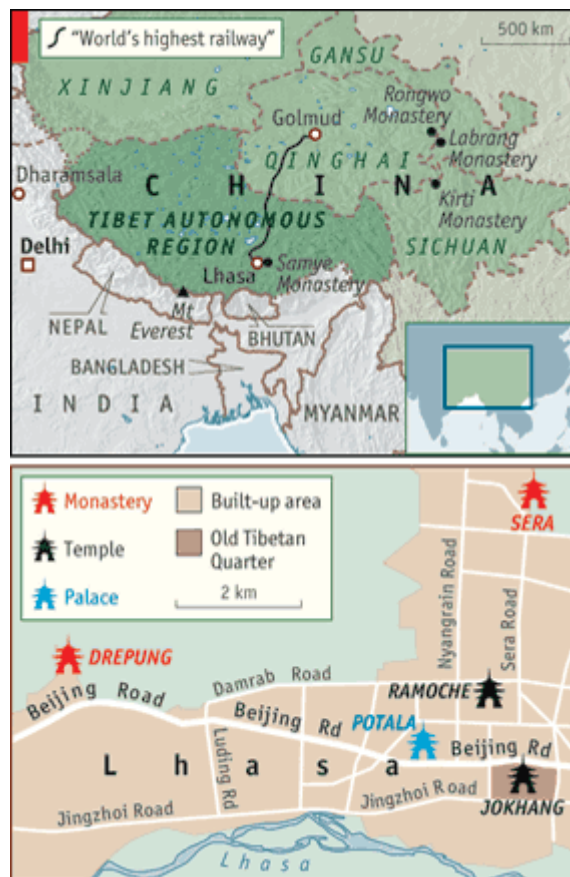 "World's highest railway"
500 km
GANSU
XINJIANG
Golmud
Rongwo
Monastery
Labrang
Monastery
QINGHAI
Dharamsala
CHINA
Kirti
Monastery
TIBET AUTONOMOUS
REGION
SICHUAN
Delhi
Lhasa
Samye
Monastery
NEPAL
Mt
Everest
BHUTAN
BANGLADESH
INDIA
MYANMAR
Monastery
Built-up area
Temple
Old Tibetan
Quarter
Palace
2 km
SERA
Nyangrain Road
Sera Road
DREPUNG
Damrab Road
RAMOCHE
Beijing Road
Beijing Rd
POTALA
Beijing Rd
Luding Rd
Lhasa
Jingzhoi Road
Jingzhoi Road
JOKHANG
Lhasa